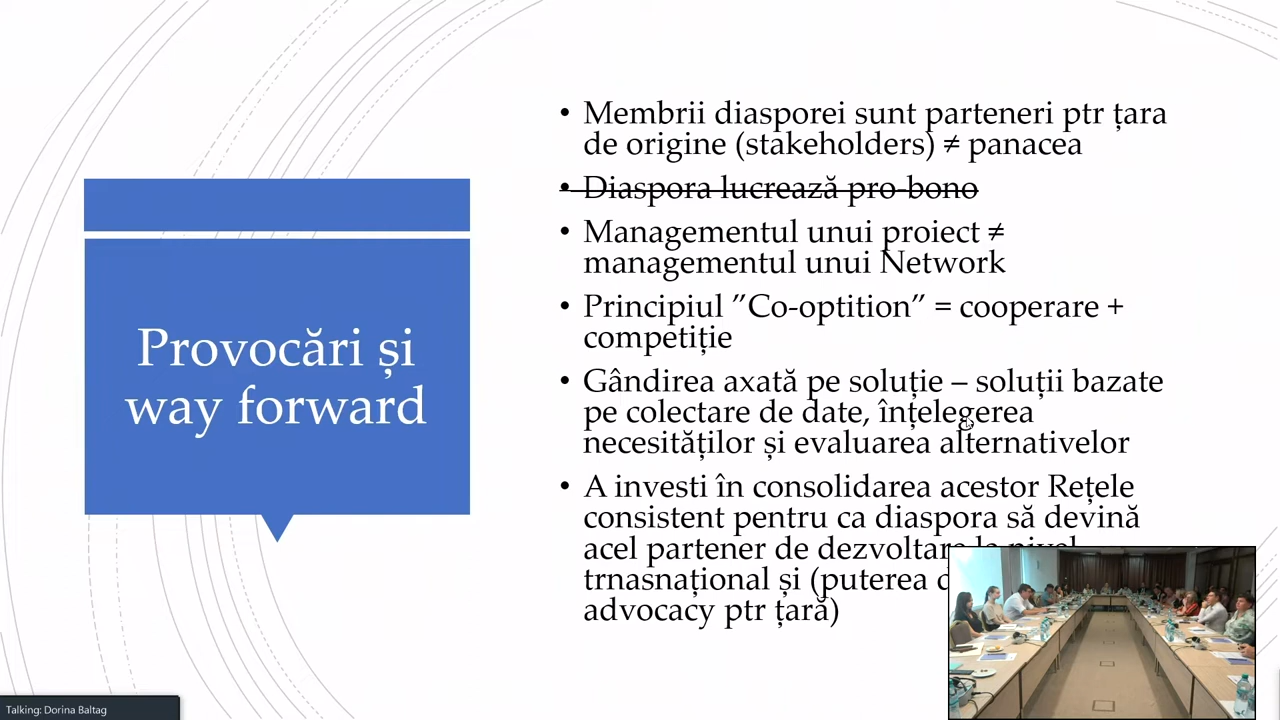 Provocări și
way forward
• Membrii diasporei sunt parteneri ptr țara
de origine (stakeholders) ≠ panacea
• Diaspora lucrează pro-bono
• Managementul unui proiect ≠
managementul unui Network
• Principiul ”Co-optition” = cooperare +
competiție
• Gândirea axată pe soluție – soluții bazate
pe colectare de date, înțelegerea
necesităților și evaluarea alternativelor
• A investi în consolidarea acestor Rețele
consistent pentru ca diaspora să devină
acel partener de dezvoltare la nivel
trnasnațional și (puterea
advocacy ptr țară)
Talking: Dorina Baltag